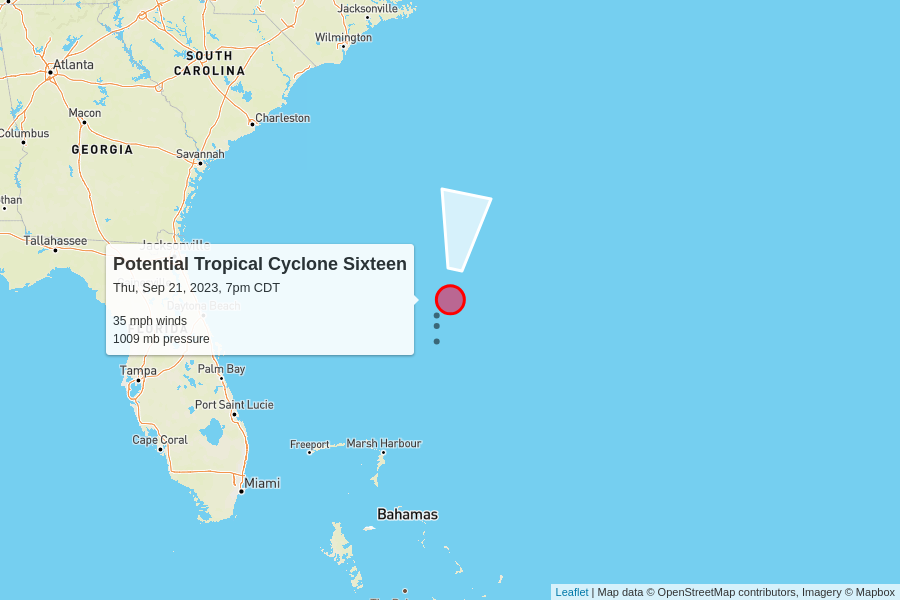 Jacksonville
Wilmington
SOUTH
CAROLINA
Atlanta
Macon
Charleston
Columbus
GEORGIA
Savannah
than
Tallahassee
Jacksonville
Potential Tropical Cyclone Sixteen
Thu, Sep 21, 2023, 7pm CDT
Daytona Beach
35 mph winds
FLORIDA
1009 mb pressure
Tampa
Palm Bay
Port Saint Lucie
Cape Coral
Freeport
Marsh Harbour
Miami
Bahamas
Leaflet | Map data © OpenStreetMap contributors, Imagery © Mapbox